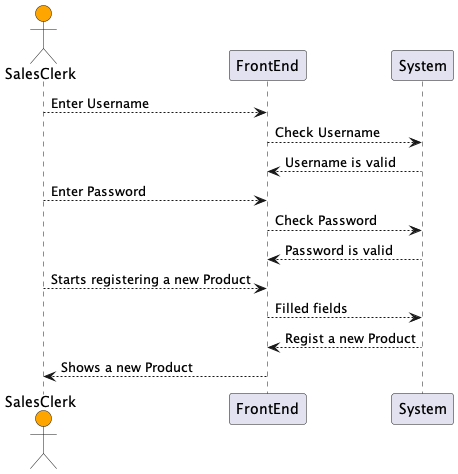 SalesClerk
FrontEnd
System
Enter Username
Check Username
Username is valid
Enter Password
Check Password
Password is valid
Starts registering a new Product
Filled fields
Regist a new Product
Shows a new Product
SalesClerk
FrontEnd
System